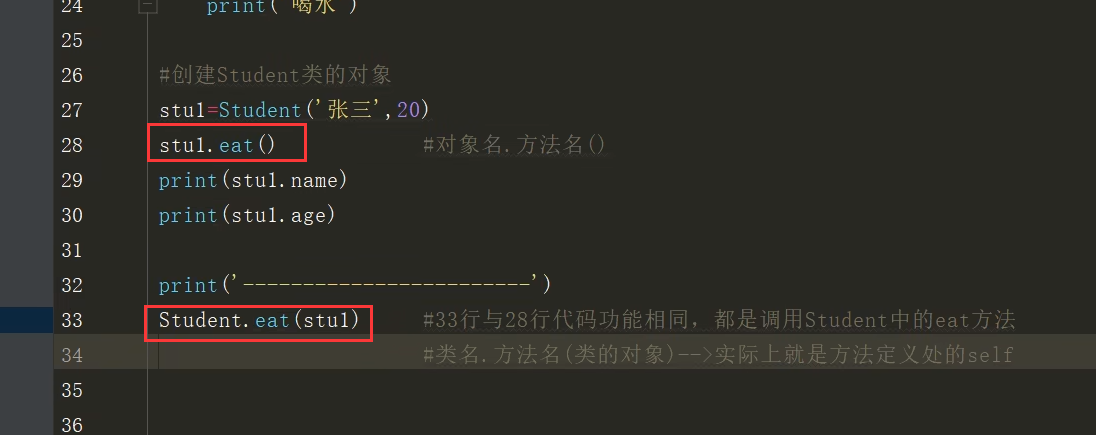 24 print('喝水')
25
26 #创建Student类的对象
27 stu1=Student('张三',20)
28 stu1.eat() #对象名.方法名()
29 print(stu1.name)
30 print(stu1.age)
31
32 print('------------------------')
33 Student.eat(stu1) #33行与28行代码功能相同，都是调用Student中的eat方法
34 #类名.方法名(类的对象)-->实际上就是方法定义处的self
35
36